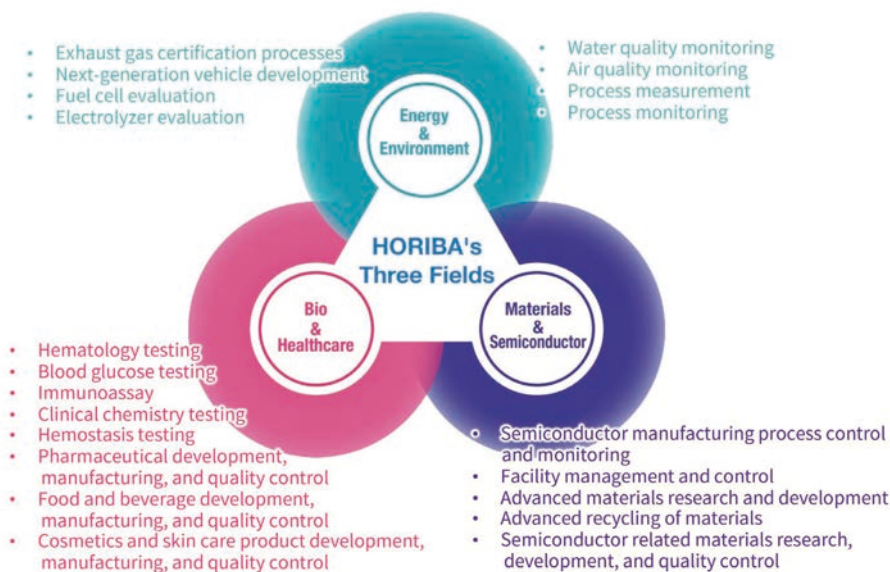 • Exhaust gas certification processes
• Next-generation vehicle development
• Fuel cell evaluation
• Electrolyzer evaluation
• Water quality monitoring
• Air quality monitoring
• Process measurement
• Process monitoring
Energy
&
Environment
HORIBA's
Three Fields
Bio
&
Healthcare
Materials
&
Semiconductor
• Hematology testing
• Blood glucose testing
• Immunoassay
• Clinical chemistry testing
• Hemostasis testing
• Pharmaceutical development,
manufacturing, and quality control
• Food and beverage development,
manufacturing, and quality control
• Cosmetics and skin care product development,
manufacturing, and quality control
• Semiconductor manufacturing process control
and monitoring
• Facility management and control
• Advanced materials research and development
• Advanced recycling of materials
• Semiconductor related materials research,
development, and quality control